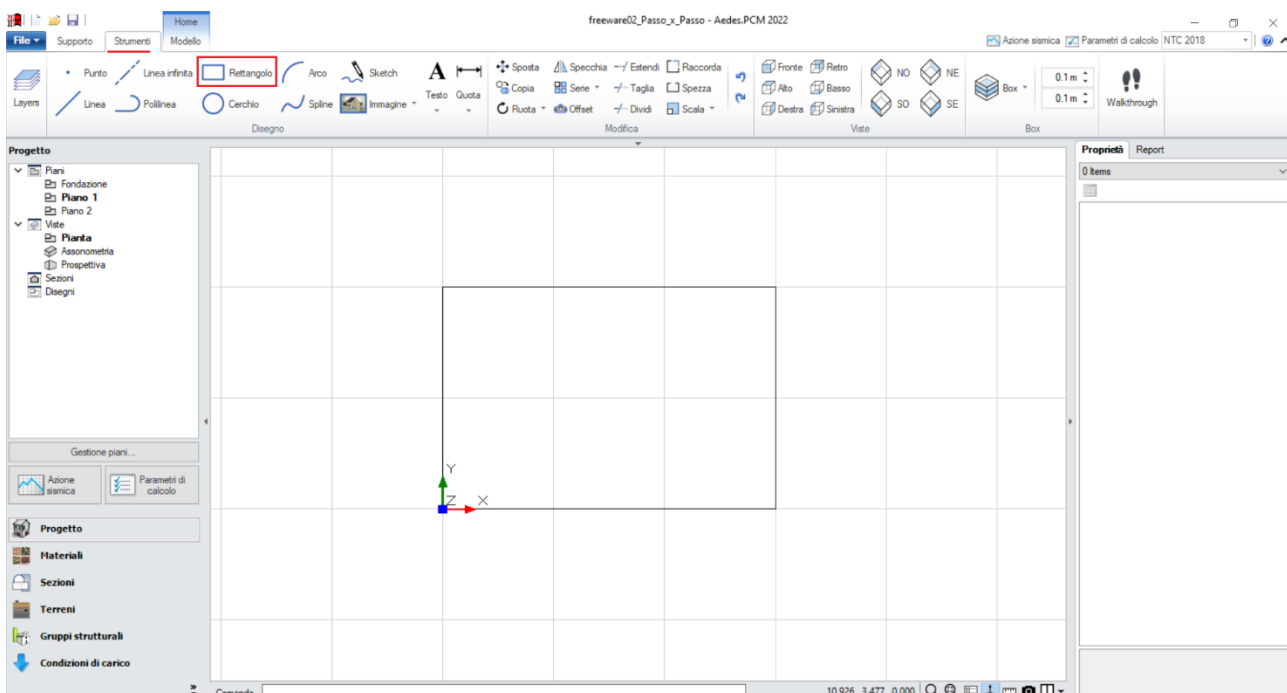 Home
freeware02_Passo_x_Passo - Aedes.PCM 2022
File Supporto Strumenti Modello
Azione sismica Parametri di calcolo NTC 2018
Punto Linea infinita Rettangolo Arco Sketch
Layers
Linea Polilinea Cerchio Spline Immagine
A
Testo Quota
Disegno
Sposta Specchia Estendi Raccorda
Copia Serie Taglia Spezza
Ruota Offset Dividi Scala
Modifica
Fronte Retro NO NE
Alto Basso
Destra Sinistra SO SE
Viste
Box
0.1 m
0.1 m
Box
Walkthrough
Progetto
Piani
Fondazione
Piano 1
Piano 2
Viste
Pianta
Assonometria
Prospettiva
Sezioni
Disegni
Gestione piani...
Azione sismica
Parametri di calcolo
Progetto
Materiali
Sezioni
Terreni
Gruppi strutturali
Condizioni di carico
Y
Z X
Proprietà Report
0 Items
Comando
10.926, 3.477, 0.000